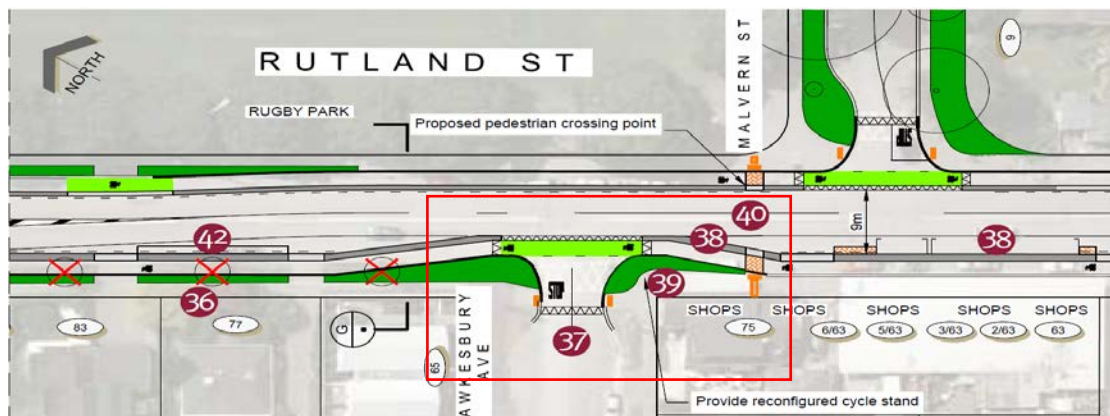 RUTLAND ST
NORTH
MALVERN ST
9
RUGBY PARK
Proposed pedestrian crossing point
BUS
40
9m
42
38
38
36
39
STOP
37
83
77
G
65
HAWKESBURY
AVE
SHOPS SHOPS SHOPS SHOPS SHOPS
75
6/63
5/63
3/63
2/63
63
Provide reconfigured cycle stand